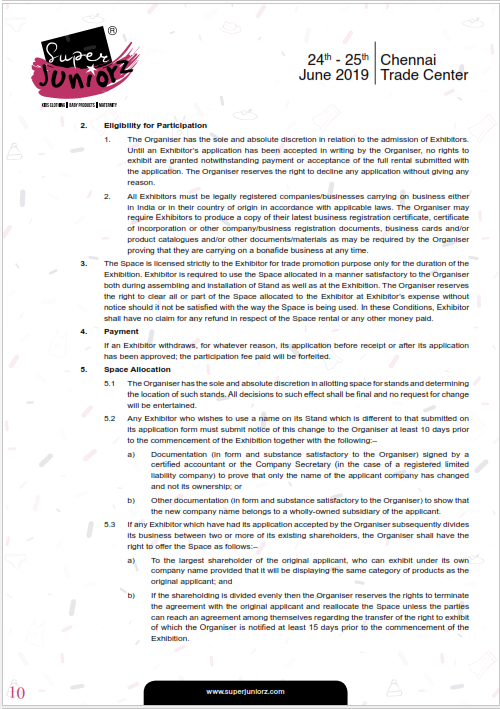 Super
Juniorz
®
KIDS CLOTHING | BABY PRODUCTS | MATERNITY
24th - 25th
June 2019
Chennai
Trade Center
2. Eligibility for Participation
1. The Organiser has the sole and absolute discretion in relation to the admission of Exhibitors.
Until an Exhibitor's application has been accepted in writing by the Organiser, no rights to
exhibit are granted notwithstanding payment or acceptance of the full rental submitted with
the application. The Organiser reserves the right to decline any application without giving any
reason.
2. All Exhibitors must be legally registered companies/businesses carrying on business either
in India or in their country of origin in accordance with applicable laws. The Organiser may
require Exhibitors to produce a copy of their latest business registration certificate, certificate
of incorporation or other company/business registration documents, business cards and/or
product catalogues and/or other documents/materials as may be required by the Organiser
proving that they are carrying on a bonafide business at any time.
3. The Space is licensed strictly to the Exhibitor for trade promotion purpose only for the duration of the
Exhibition. Exhibitor is required to use the Space allocated in a manner satisfactory to the Organiser
both during assembling and installation of Stand as well as at the Exhibition. The Organiser reserves
the right to clear all or part of the Space allocated to the Exhibitor at Exhibitor's expense without
notice should it not be satisfied with the way the Space is being used. In these Conditions, Exhibitor
shall have no claim for any refund in respect of the Space rental or any other money paid.
4. Payment
If an Exhibitor withdraws, for whatever reason, its application before receipt or after its application
has been approved; the participation fee paid will be forfeited.
5. Space Allocation
5.1 The Organiser has the sole and absolute discretion in allotting space for stands and determining
the location of such stands. All decisions to such effect shall be final and no request for change
will be entertained.
5.2 Any Exhibitor who wishes to use a name on its Stand which is different to that submitted on
its application form must submit notice of this change to the Organiser at least 10 days prior
to the commencement of the Exhibition together with the following:–
a) Documentation (in form and substance satisfactory to the Organiser) signed by a
certified accountant or the Company Secretary (in the case of a registered limited
liability company) to prove that only the name of the applicant company has changed
and not its ownership; or
b) Other documentation (in form and substance satisfactory to the Organiser) to show that
the new company name belongs to a wholly-owned subsidiary of the applicant.
5.3 If any Exhibitor which have had its application accepted by the Organiser subsequently divides
its business between two or more of its existing shareholders, the Organiser shall have the
right to offer the Space as follows:–
a) To the largest shareholder of the original applicant, who can exhibit under its own
company name provided that it will be displaying the same category of products as the
original applicant; and
b) If the shareholding is divided evenly then the Organiser reserves the rights to terminate
the agreement with the original applicant and reallocate the Space unless the parties
can reach an agreement among themselves regarding the transfer of the right to exhibit
of which the Organiser is notified at least 15 days prior to the commencement of the
Exhibition.
10
www.superjuniorz.com